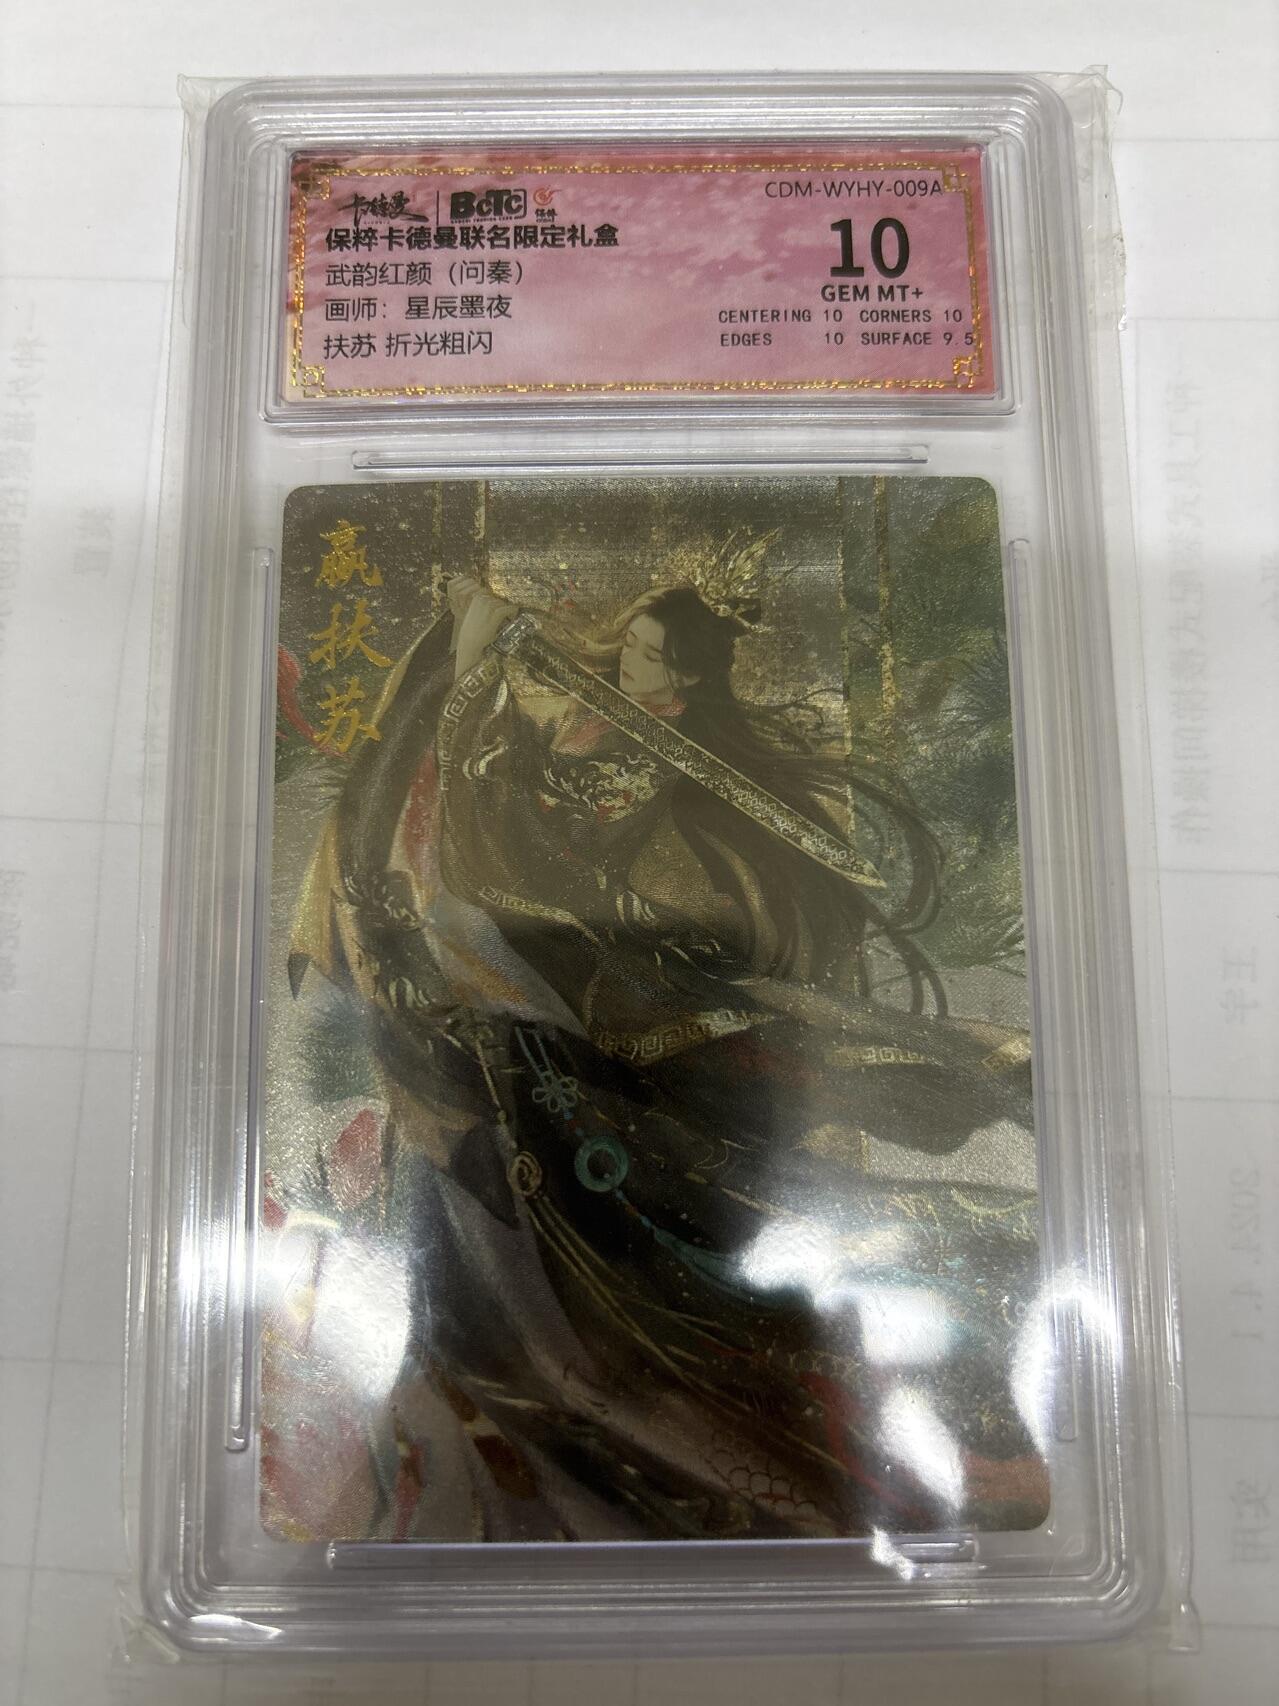 卡德曼 BCTC 保粹
CDM-WYHY-009A
保粹卡德曼联名限定礼盒
武韵红颜（问秦）
画师：星辰墨夜
扶苏 折光粗闪
10
GEM MT+
CENTERING 10 CORNERS 10
EDGES 10 SURFACE 9.5
嬴扶苏